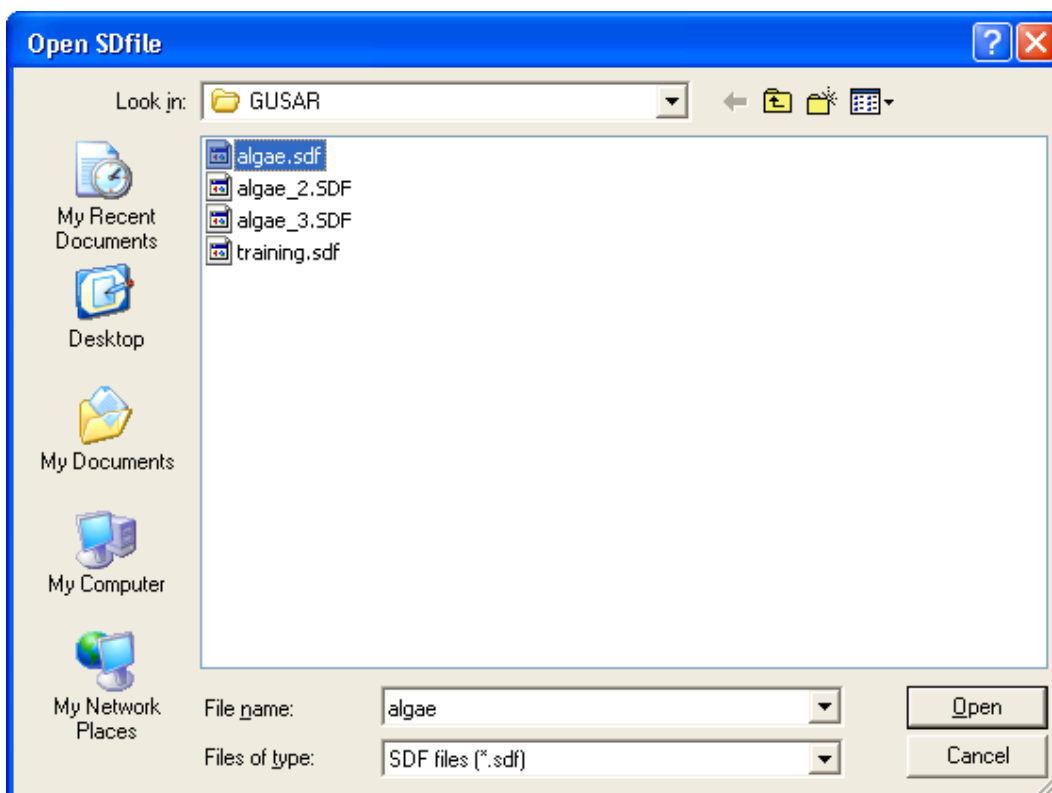 Open SDfile
Look in: GUSAR
algae.sdf
algae_2.SDF
algae_3.SDF
training.sdf
My Recent
Documents
Desktop
My Documents
My Computer
My Network
Places
File name: algae Open
Files of type: SDF files (*.sdf) Cancel